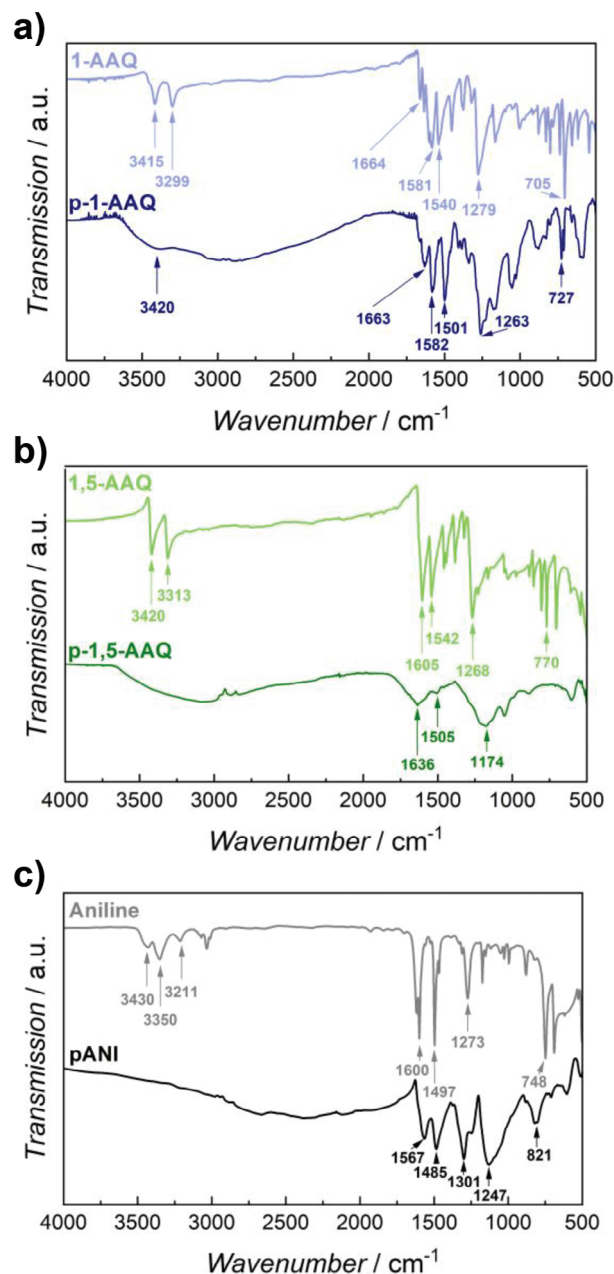 a)
1-AAQ
3415
3299
1664
1581
1540
1279
705
p-1-AAQ
3420
1663
1582
1501
1263
727
Transmission / a.u.
4000 3500 3000 2500 2000 1500 1000 500
Wavenumber / cm-1
b)
1,5-AAQ
3420
3313
1605
1542
1268
770
p-1,5-AAQ
1636
1505
1174
Transmission / a.u.
4000 3500 3000 2500 2000 1500 1000 500
Wavenumber / cm-1
c)
Aniline
3430
3350
3211
1600
1497
1273
748
pANI
1567
1485
1301
1247
821
Transmission / a.u.
4000 3500 3000 2500 2000 1500 1000 500
Wavenumber / cm-1